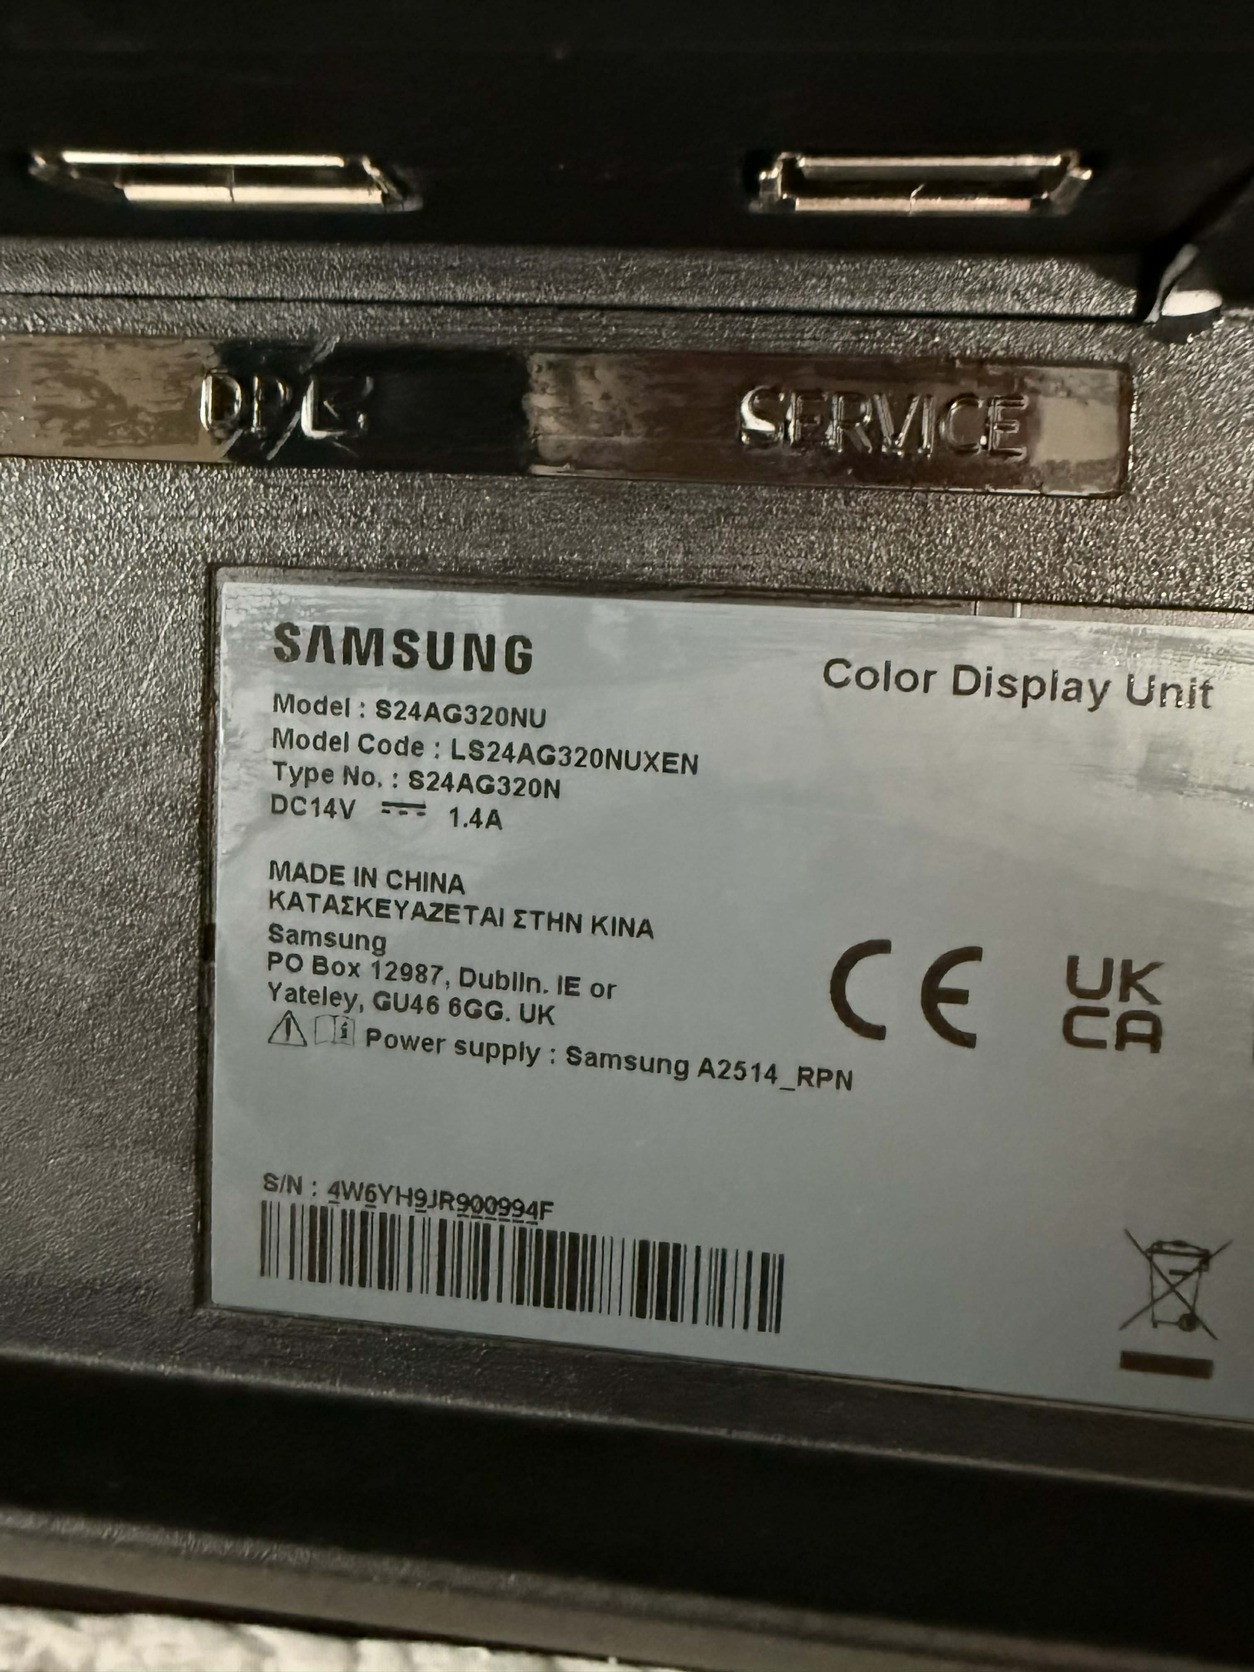 DP/
SERVICE
SAMSUNG
Color Display Unit
Model : S24AG320NU
Model Code : LS24AG320NUXEN
Type No. : S24AG320N
DC14V ⎓ 1.4A
MADE IN CHINA
ΚΑΤΑΣΚΕΥΑΖΕΤΑΙ ΣΤΗΝ ΚΙΝΑ
Samsung
PO Box 12987, Dublin. IE or
Yateley, GU46 6GG. UK
Power supply : Samsung A2514_RPN
CE
UK
CA
S/N : 4W6YH9JR900994F